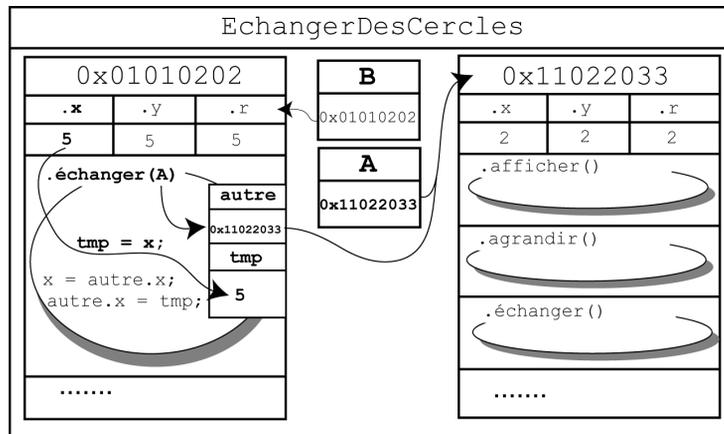 EchangerDesCercles
0x01010202
.x .y .r
5 5 5
.échanger(A)
autre
0x11022033
tmp = x;
tmp
x = autre.x;
autre.x = tmp;
5
.......
B
0x01010202
A
0x11022033
0x11022033
.x .y .r
2 2 2
.afficher()
.agrandir()
.échanger()
.......